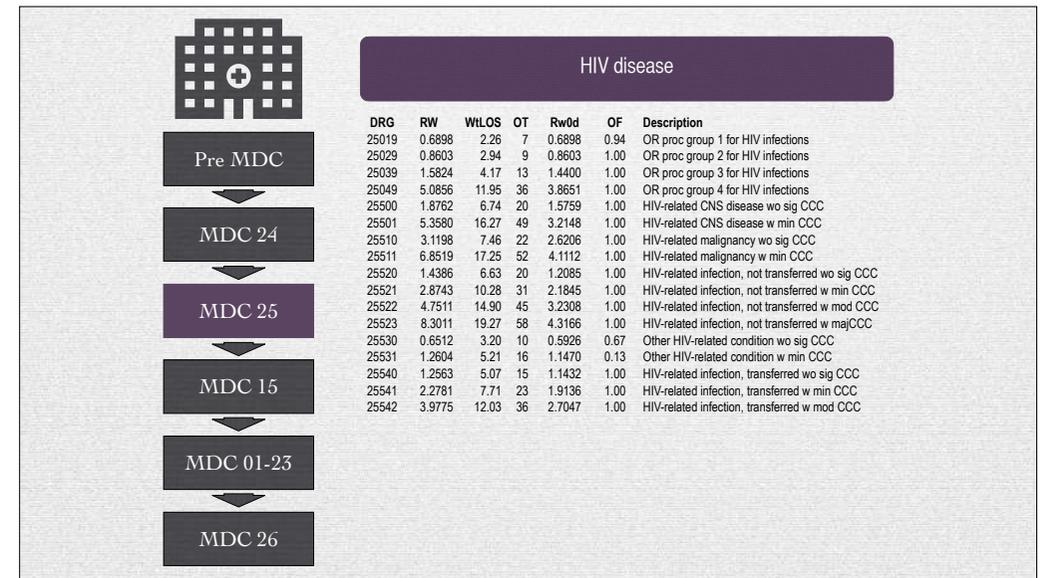 HIV disease
DRG RW WtLOS OT Rw0d OF Description
25019 0.6898 2.26 7 0.6898 0.94 OR proc group 1 for HIV infections
25029 0.8603 2.94 9 0.8603 1.00 OR proc group 2 for HIV infections
25039 1.5824 4.17 13 1.4400 1.00 OR proc group 3 for HIV infections
25049 5.0856 11.95 36 3.8651 1.00 OR proc group 4 for HIV infections
25500 1.8762 6.74 20 1.5759 1.00 HIV-related CNS disease wo sig CCC
25501 5.3580 16.27 49 3.2148 1.00 HIV-related CNS disease w min CCC
25510 3.1198 7.46 22 2.6206 1.00 HIV-related malignancy wo sig CCC
25511 6.8519 17.25 52 4.1112 1.00 HIV-related malignancy w min CCC
25520 1.4386 6.63 20 1.2085 1.00 HIV-related infection, not transferred wo sig CCC
25521 2.8743 10.28 31 2.1845 1.00 HIV-related infection, not transferred w min CCC
25522 4.7511 14.90 45 3.2308 1.00 HIV-related infection, not transferred w mod CCC
25523 8.3011 19.27 58 4.3166 1.00 HIV-related infection, not transferred w majCCC
25530 0.6512 3.20 10 0.5926 0.67 Other HIV-related condition wo sig CCC
25531 1.2604 5.21 16 1.1470 0.13 Other HIV-related condition w min CCC
25540 1.2563 5.07 15 1.1432 1.00 HIV-related infection, transferred wo sig CCC
25541 2.2781 7.71 23 1.9136 1.00 HIV-related infection, transferred w min CCC
25542 3.9775 12.03 36 2.7047 1.00 HIV-related infection, transferred w mod CCC
Pre MDC
MDC 24
MDC 25
MDC 15
MDC 01-23
MDC 26